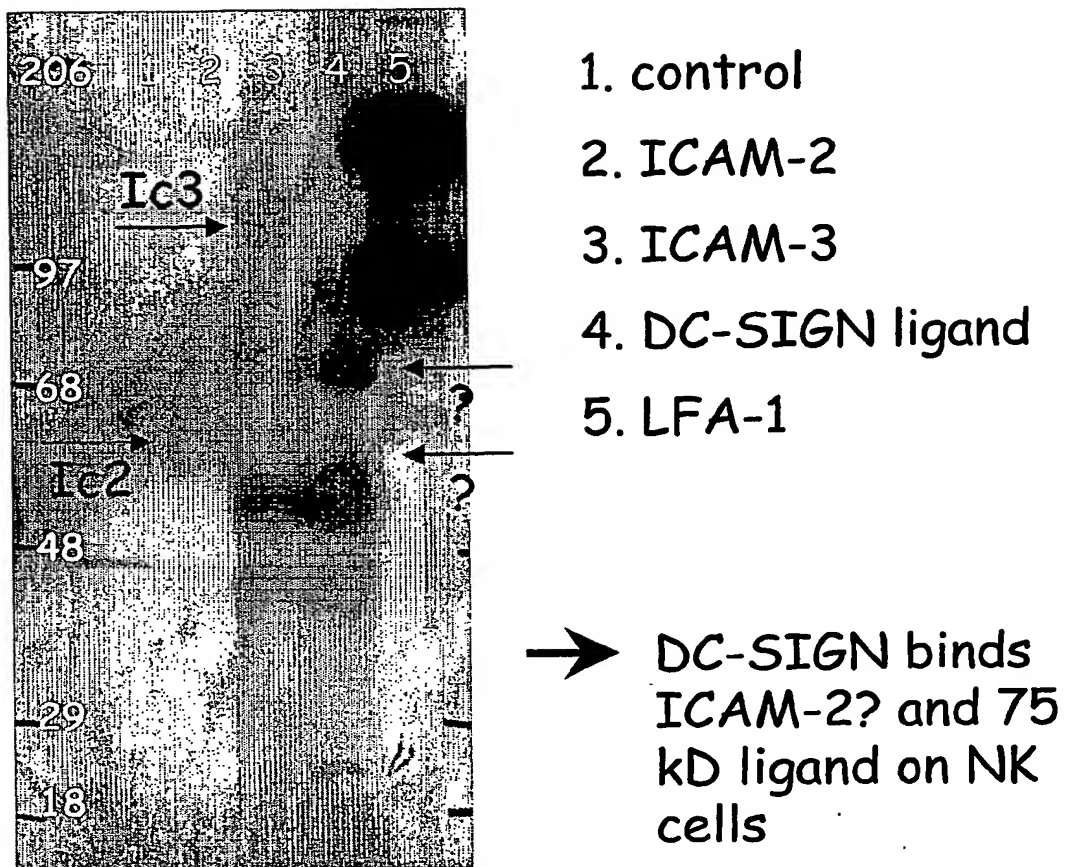 206 1 2 3 4 5
Ic3
97
68
?
Ic2
?
48
29
18
1. control
2. ICAM-2
3. ICAM-3
4. DC-SIGN ligand
5. LFA-1
DC-SIGN binds
ICAM-2? and 75
kD ligand on NK
cells